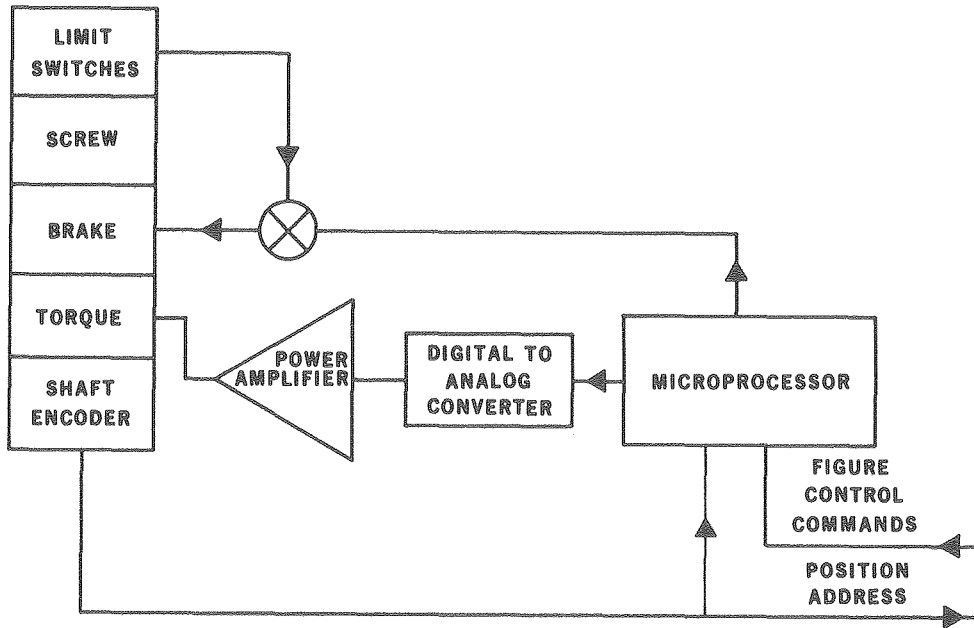 LIMIT
SWITCHES
SCREW
BRAKE
TORQUE
SHAFT
ENCODER
POWER
AMPLIFIER
DIGITAL TO
ANALOG
CONVERTER
MICROPROCESSOR
FIGURE
CONTROL
COMMANDS
POSITION
ADDRESS